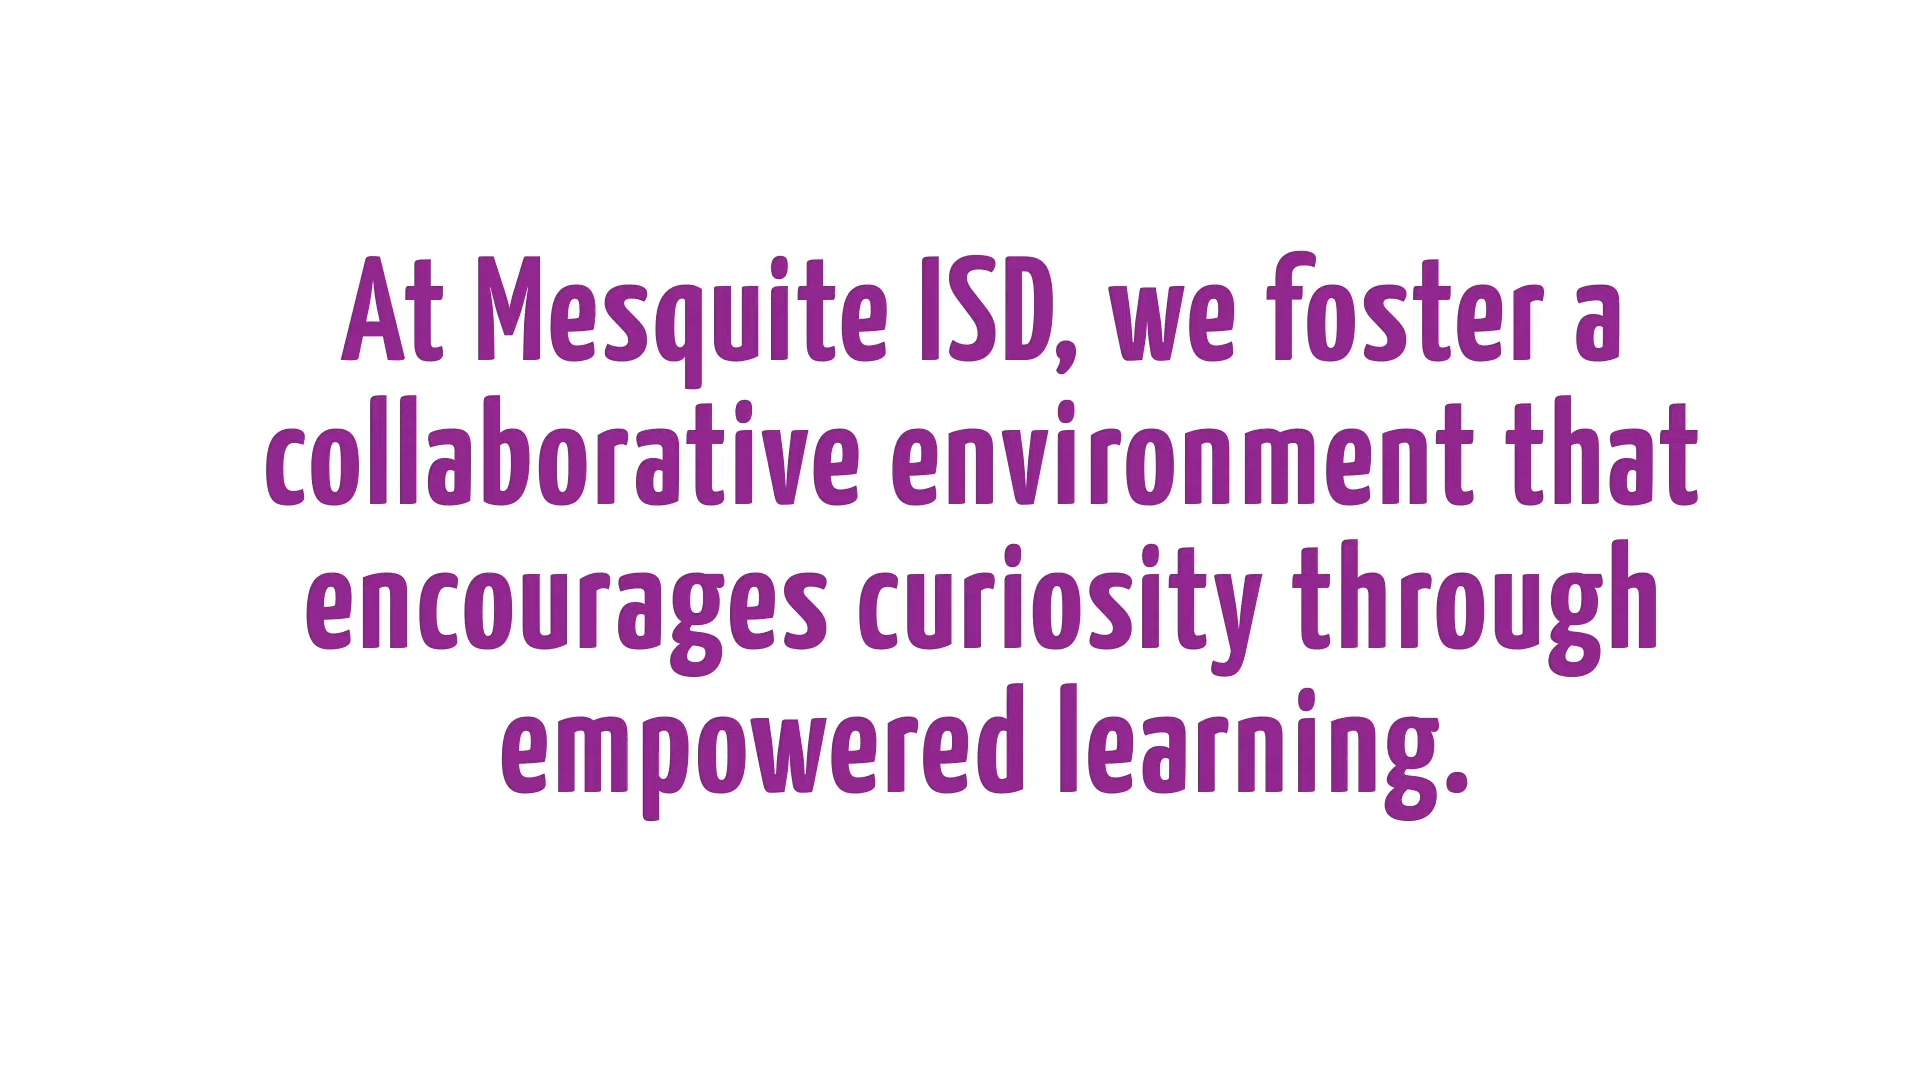 At Mesquite ISD, we foster a
collaborative environment that
encourages curiosity through
empowered learning.